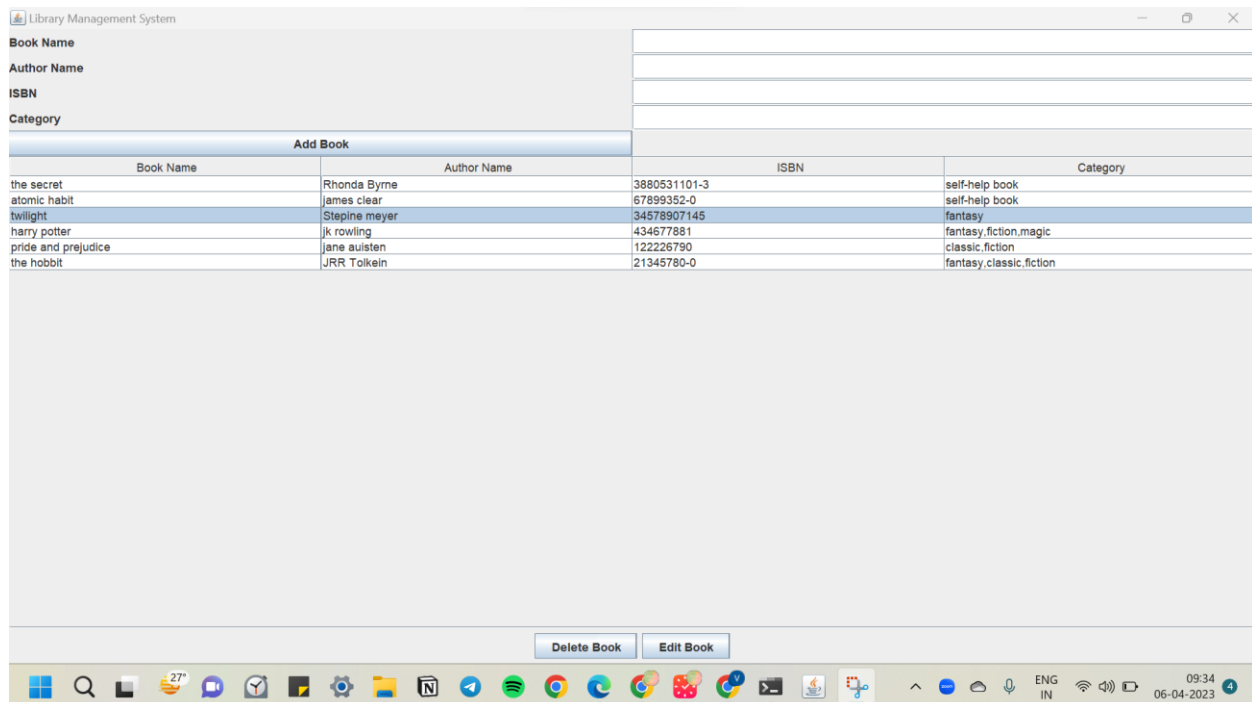 Library Management System
Book Name
Author Name
ISBN
Category
Add Book
Book Name Author Name ISBN Category
the secret Rhonda Byrne 3880531101-3 self-help book
atomic habit james clear 67899352-0 self-help book
twilight Stepine meyer 34578907145 fantasy
harry potter jk rowling 434677881 fantasy,fiction,magic
pride and prejudice jane auisten 122226790 classic,fiction
the hobbit JRR Tolkein 21345780-0 fantasy,classic,fiction
Delete Book Edit Book
27° ENG 09:34
IN 06-04-2023 4